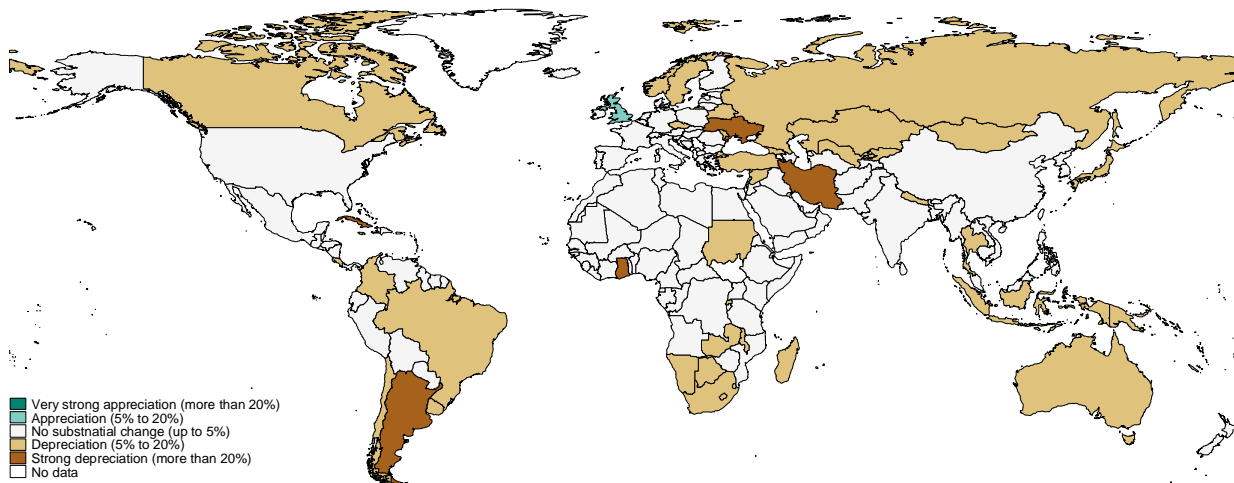 Very strong appreciation (more than 20%)
Appreciation (5% to 20%)
No substnatial change (up to 5%)
Depreciation (5% to 20%)
Strong depreciation (more than 20%)
No data